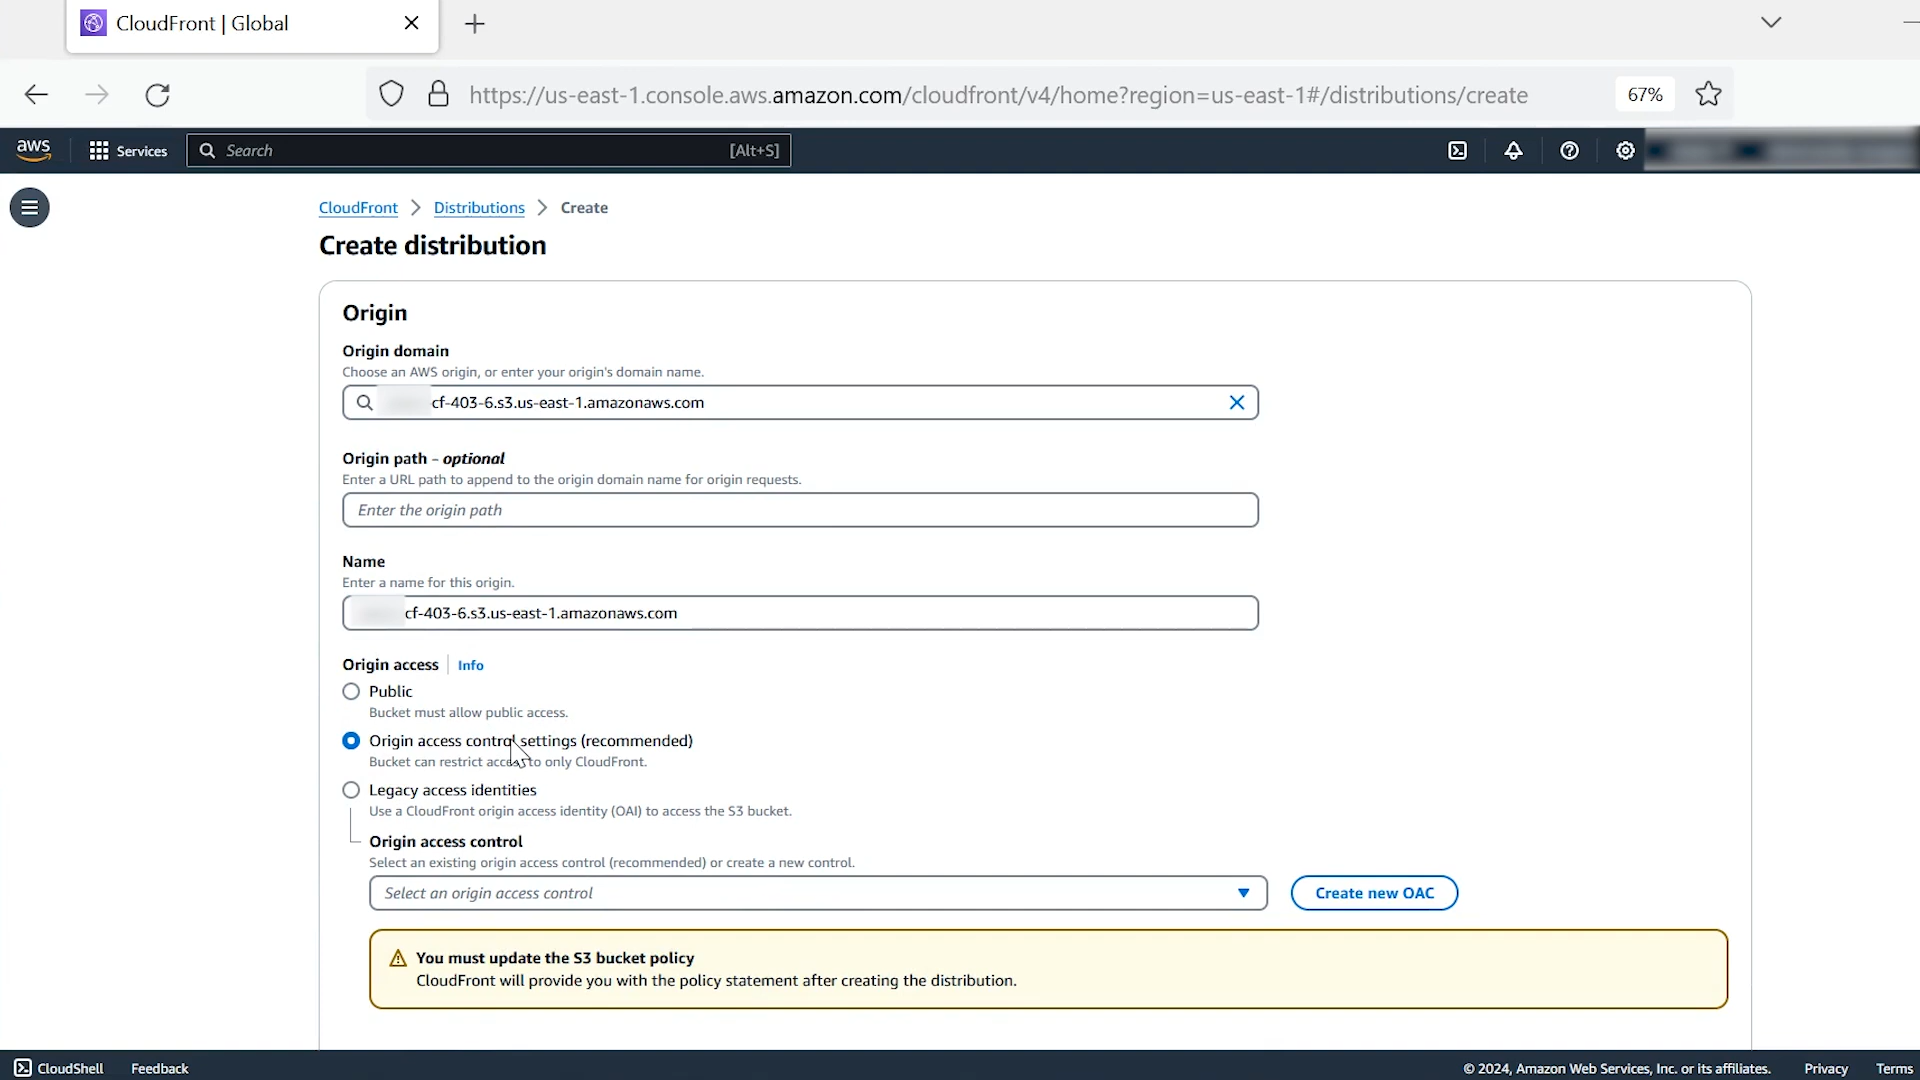 CloudFront | Global
https://us-east-1.console.aws.amazon.com/cloudfront/v4/home?region=us-east-1#/distributions/create
67%
aws
Services
Search
[Alt+S]
CloudFront > Distributions > Create
Create distribution
Origin
Origin domain
Choose an AWS origin, or enter your origin's domain name.
cf-403-6.s3.us-east-1.amazonaws.com
Origin path - optional
Enter a URL path to append to the origin domain name for origin requests.
Enter the origin path
Name
Enter a name for this origin.
cf-403-6.s3.us-east-1.amazonaws.com
Origin access | Info
Public
Bucket must allow public access.
Origin access control settings (recommended)
Bucket can restrict access to only CloudFront.
Legacy access identities
Use a CloudFront origin access identity (OAI) to access the S3 bucket.
Origin access control
Select an existing origin access control (recommended) or create a new control.
Select an origin access control
Create new OAC
You must update the S3 bucket policy
CloudFront will provide you with the policy statement after creating the distribution.
CloudShell
Feedback
© 2024, Amazon Web Services, Inc. or its affiliates.
Privacy
Terms